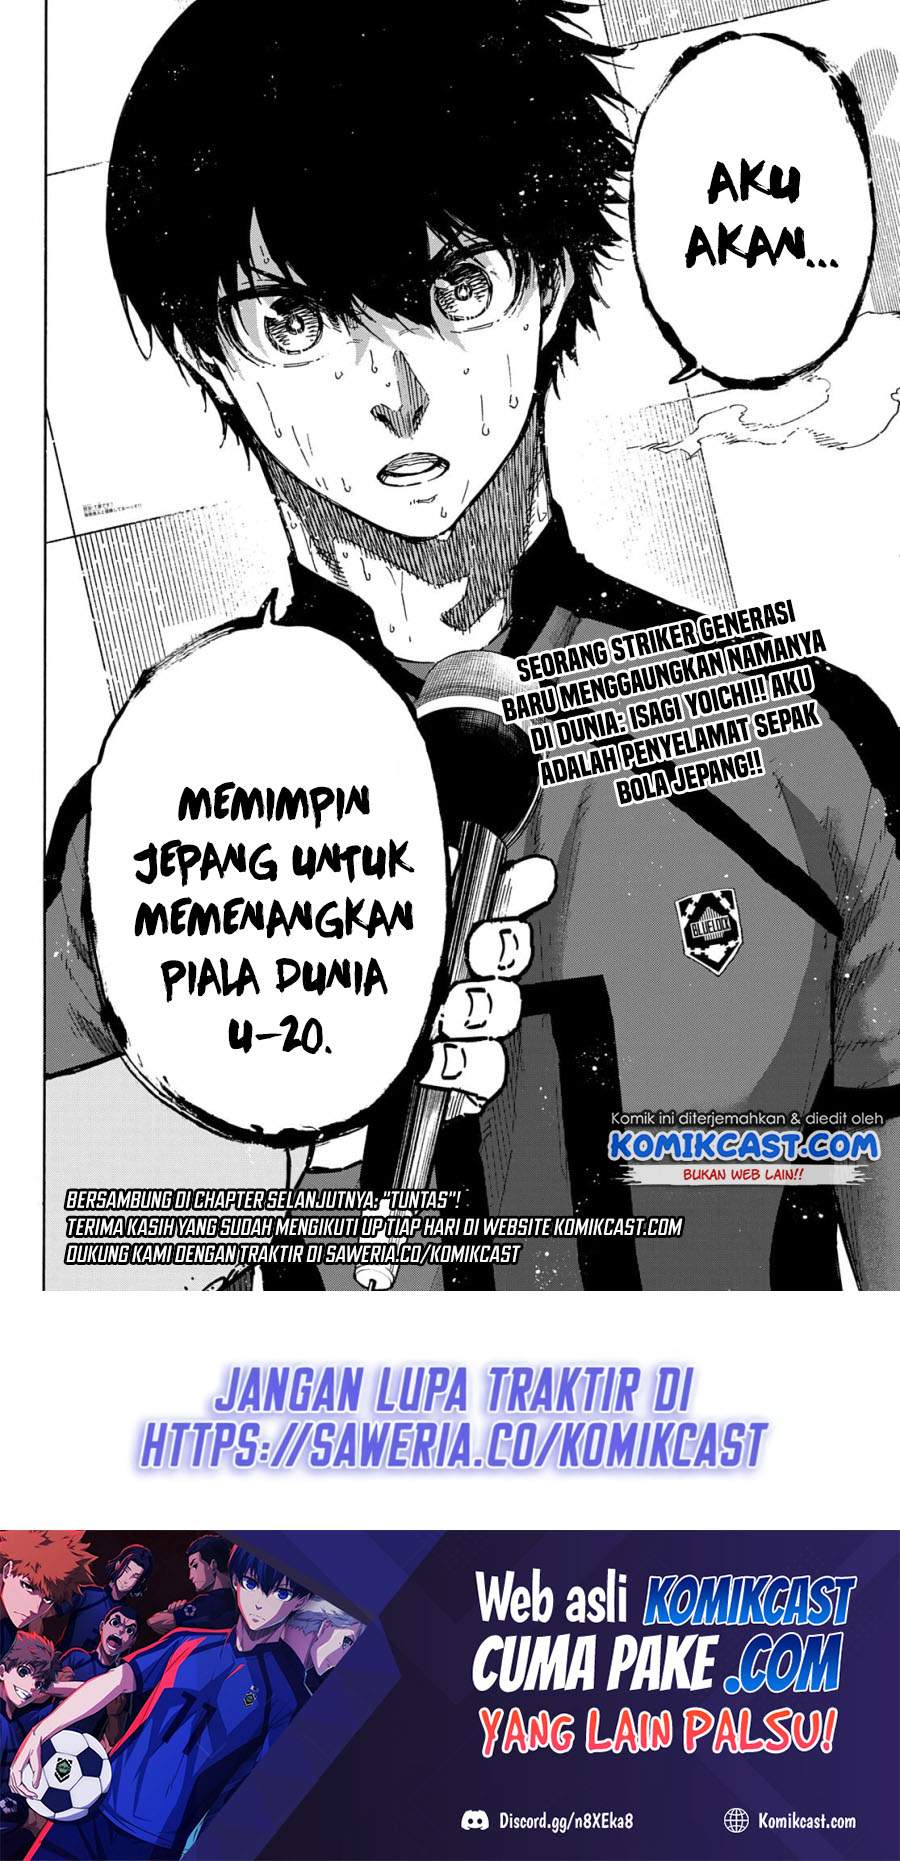 AKU
AKAN...
SEORANG STRIKER GENERASI
BARU MENGGAUNGKAN NAMANYA
DI DUNIA: ISAGI YOICHI!! AKU
ADALAH PENYELAMAT SEPAK
BOLA JEPANG!!
MEMIMPIN
JEPANG UNTUK
MEMENANGKAN
PIALA DUNIA
U-20.
BLUELOCK
Komik ini diterjemahkan & diedit oleh
KOMIKCAST.COM
BUKAN WEB LAIN!!
BERSAMBUNG DI CHAPTER SELANJUTNYA: "TUNTAS"!
TERIMA KASIH YANG SUDAH MENGIKUTI UP TIAP HARI DI WEBSITE KOMIKCAST.COM
DUKUNG KAMI DENGAN TRAKTIR DI SAWERIA.CO/KOMIKCAST
JANGAN LUPA TRAKTIR DI
HTTPS://SAWERIA.CO/KOMIKCAST
Web asli KOMIKCAST
CUMA PAKE .COM
YANG LAIN PALSU!
Discord.gg/n8XEka8
Komikcast.com